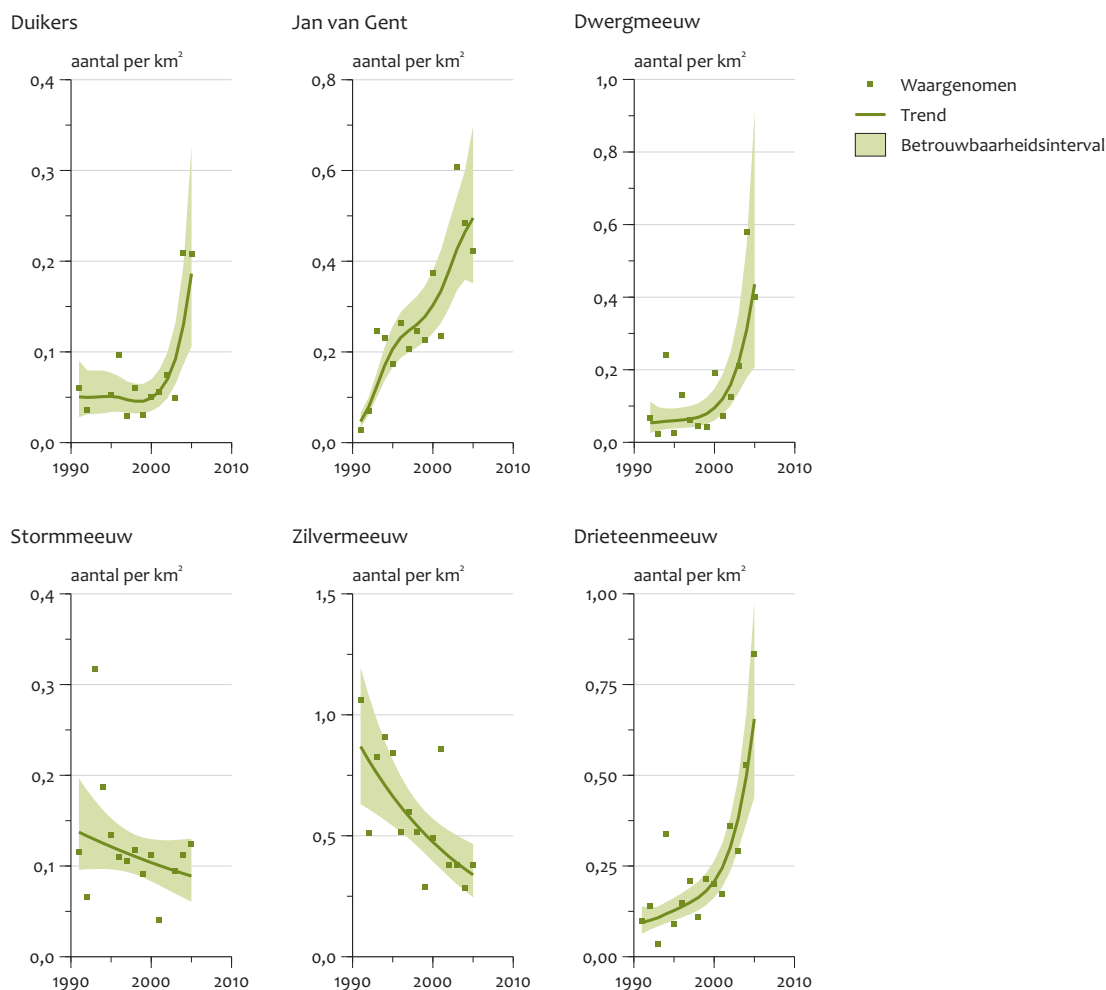 Duikers
aantal per km²
0,4
0,3
0,2
0,1
0,0
1990 2000 2010
Jan van Gent
aantal per km²
0,8
0,6
0,4
0,2
0,0
1990 2000 2010
Dwergmeeuw
aantal per km²
1,0
0,8
0,6
0,4
0,2
0,0
1990 2000 2010
Waargenomen
Trend
Betrouwbaarheidsinterval
Stormmeeuw
aantal per km²
0,4
0,3
0,2
0,1
0,0
1990 2000 2010
Zilvermeeuw
aantal per km²
1,5
1,0
0,5
0,0
1990 2000 2010
Drieteenmeeuw
aantal per km²
1,00
0,75
0,50
0,25
0,00
1990 2000 2010